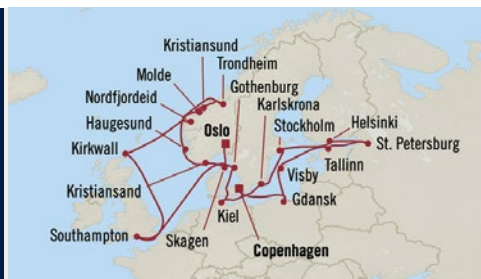 Kristiansund
Molde
Trondheim
Nordfjordeid
Gothenburg
Haugesund
Karlskrona
Oslo
Stockholm
Helsinki
Kirkwall
St. Petersburg
Kristiansand
Visby
Tallinn
Gdansk
Southampton
Skagen
Kiel
Copenhagen